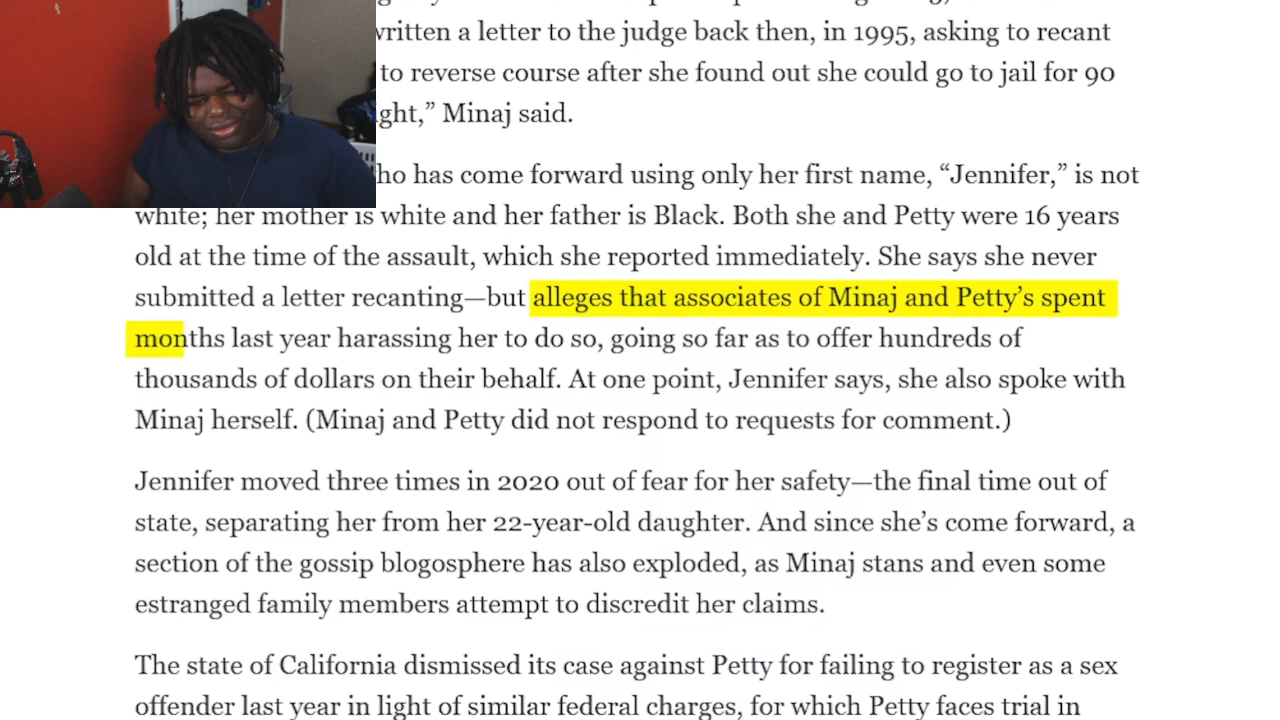 written a letter to the judge back then, in 1995, asking to recant
to reverse course after she found out she could go to jail for 90
ght,” Minaj said.
ho has come forward using only her first name, “Jennifer,” is not
white; her mother is white and her father is Black. Both she and Petty were 16 years
old at the time of the assault, which she reported immediately. She says she never
submitted a letter recanting—but alleges that associates of Minaj and Petty’s spent
months last year harassing her to do so, going so far as to offer hundreds of
thousands of dollars on their behalf. At one point, Jennifer says, she also spoke with
Minaj herself. (Minaj and Petty did not respond to requests for comment.)
Jennifer moved three times in 2020 out of fear for her safety—the final time out of
state, separating her from her 22-year-old daughter. And since she’s come forward, a
section of the gossip blogosphere has also exploded, as Minaj stans and even some
estranged family members attempt to discredit her claims.
The state of California dismissed its case against Petty for failing to register as a sex
offender last year in light of similar federal charges, for which Petty faces trial in